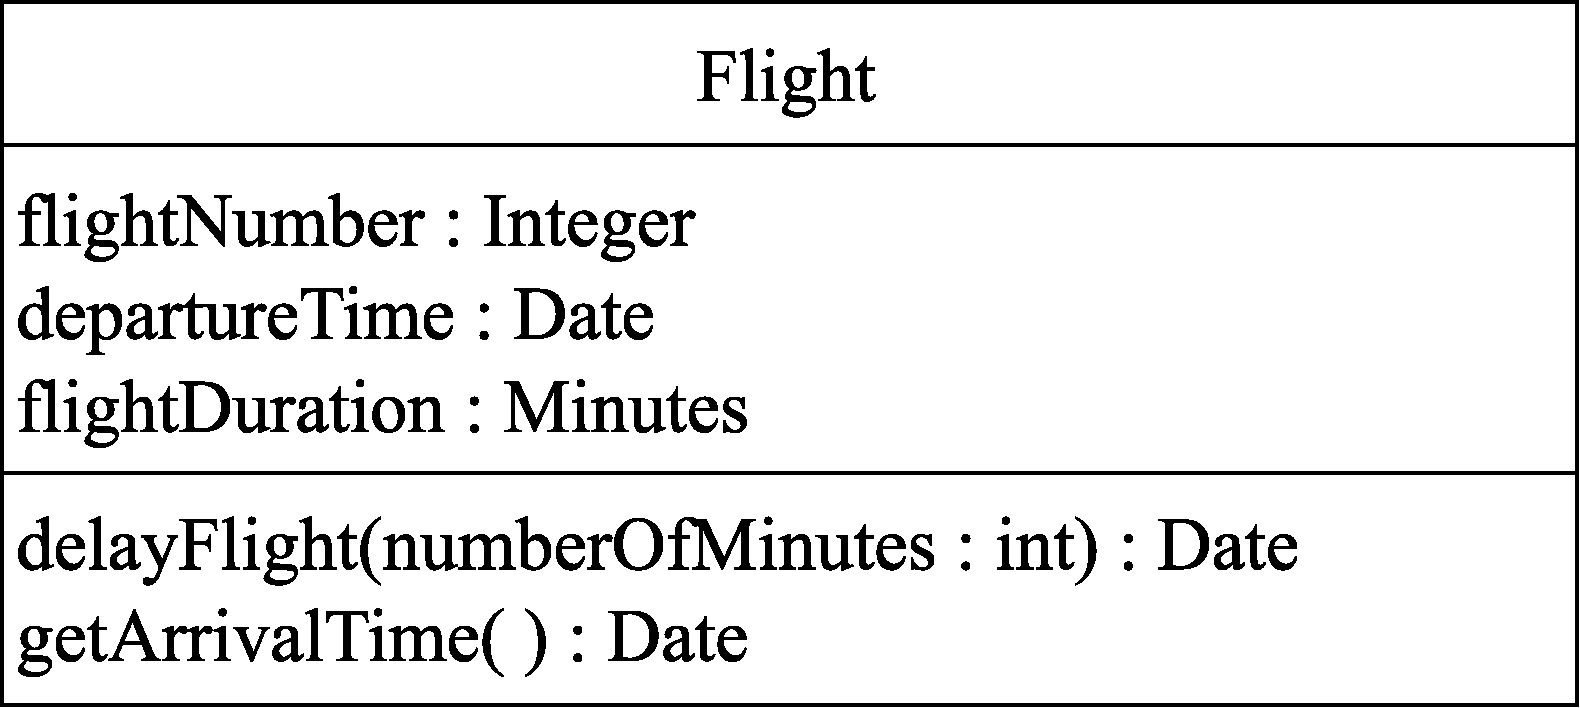 Flight
flightNumber : Integer
departureTime : Date
flightDuration : Minutes
delayFlight(numberOfMinutes : int) : Date
getArrivalTime( ) : Date